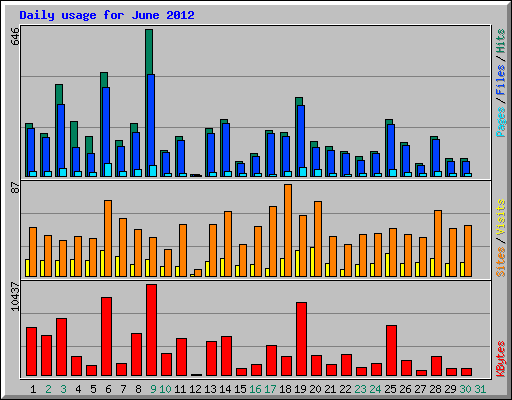 Daily usage for June 2012
646
Pages / Files / Hits
87
Sites / Visits
10437
KBytes
1 2 3 4 5 6 7 8 9 10 11 12 13 14 15 16 17 18 19 20 21 22 23 24 25 26 27 28 29 30 31